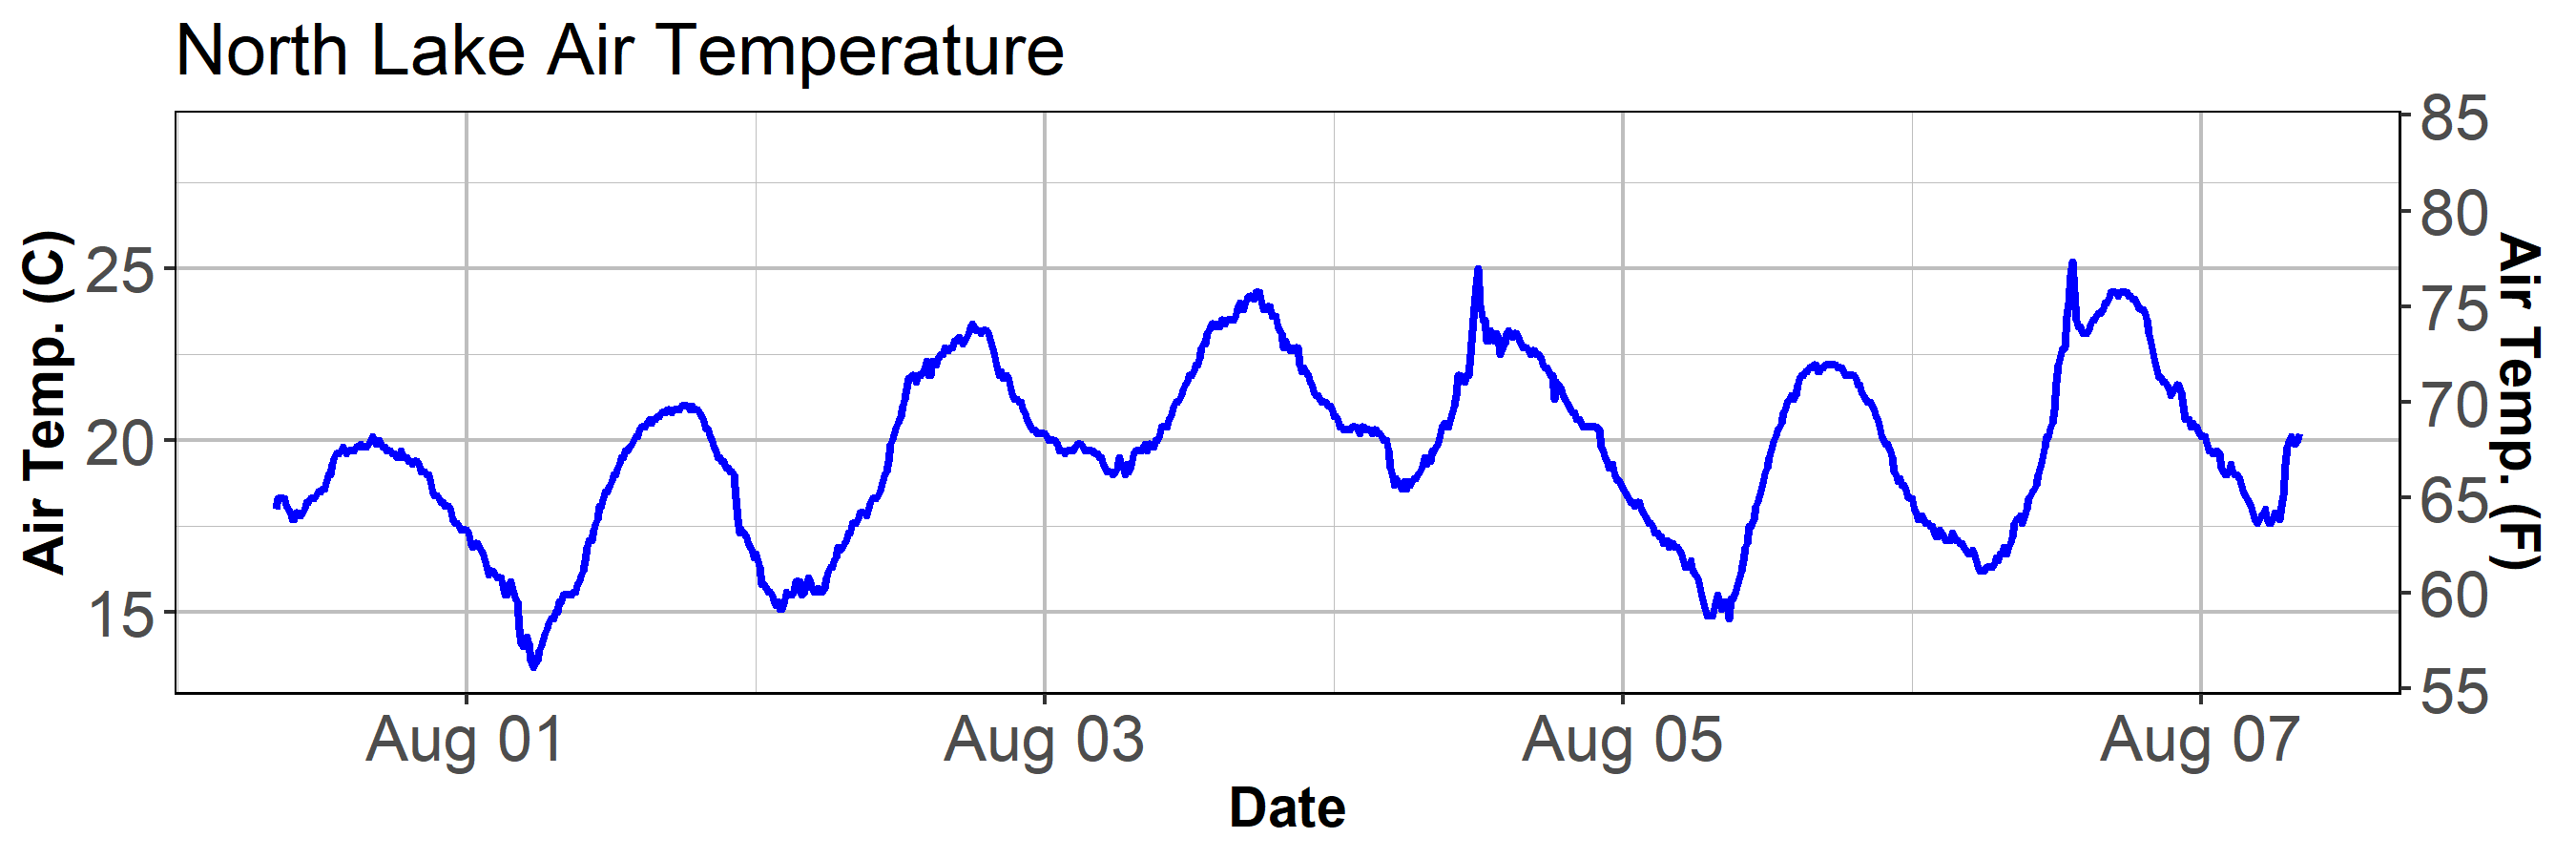 North Lake Air Temperature
Air Temp. (C)
25
20
15
85
80
75
70
65
60
55
Air Temp. (F)
Aug 01 Aug 03 Aug 05 Aug 07
Date